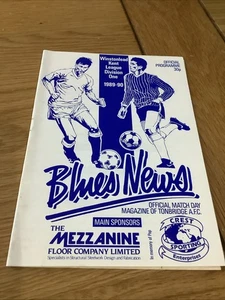 Winstonlead
Kent
League
Division
One
1989-90
OFFICIAL
PROGRAMME
30p
Blues News
OFFICIAL MATCH DAY
MAGAZINE OF TONBRIDGE A.F.C.
MAIN SPONSORS
THE
MEZZANINE
FLOOR COMPANY LIMITED
Specialists in Structural Steelwork Design and Fabrication
CREST
SPORTING
Enterprises